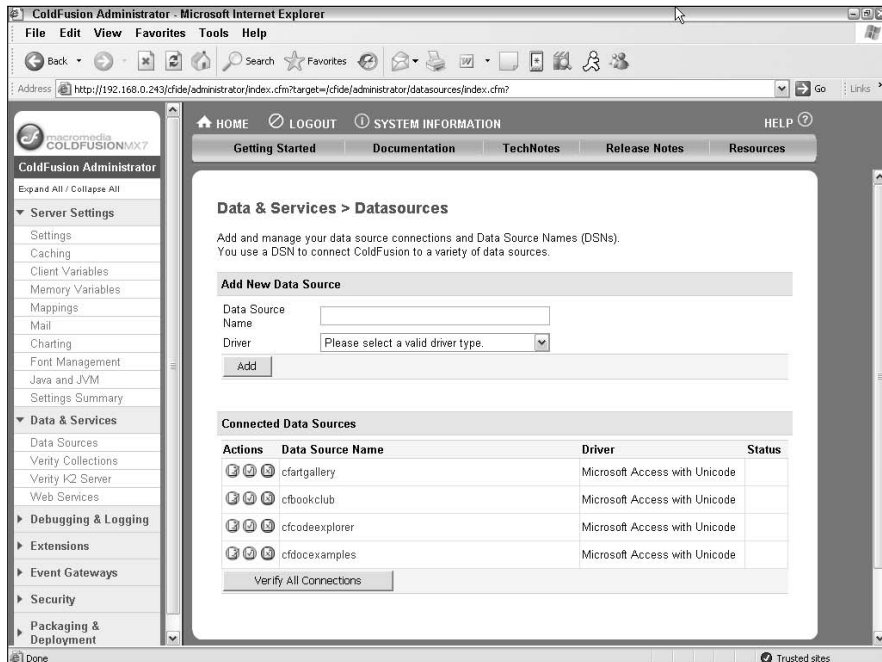 ColdFusion Administrator - Microsoft Internet Explorer
File Edit View Favorites Tools Help
Back Search Favorites
Address http://192.168.0.243/cfide/administrator/index.cfm?target=/cfide/administrator/datasources/index.cfm? Go Links
macromedia
COLDFUSION MX7
ColdFusion Administrator
Expand All / Collapse All
Server Settings
Settings
Caching
Client Variables
Memory Variables
Mappings
Mail
Charting
Font Management
Java and JVM
Settings Summary
Data & Services
Data Sources
Verity Collections
Verity K2 Server
Web Services
Debugging & Logging
Extensions
Event Gateways
Security
Packaging &
Deployment
HOME LOGOUT SYSTEM INFORMATION HELP
Getting Started Documentation TechNotes Release Notes Resources
Data & Services > Datasources
Add and manage your data source connections and Data Source Names (DSNs).
You use a DSN to connect ColdFusion to a variety of data sources.
Add New Data Source
Data Source
Name
Driver Please select a valid driver type.
Add
Connected Data Sources
Actions Data Source Name Driver Status
cfartgallery Microsoft Access with Unicode
cfbookclub Microsoft Access with Unicode
cfcodeexplorer Microsoft Access with Unicode
cfdocexamples Microsoft Access with Unicode
Verify All Connections
Done Trusted sites